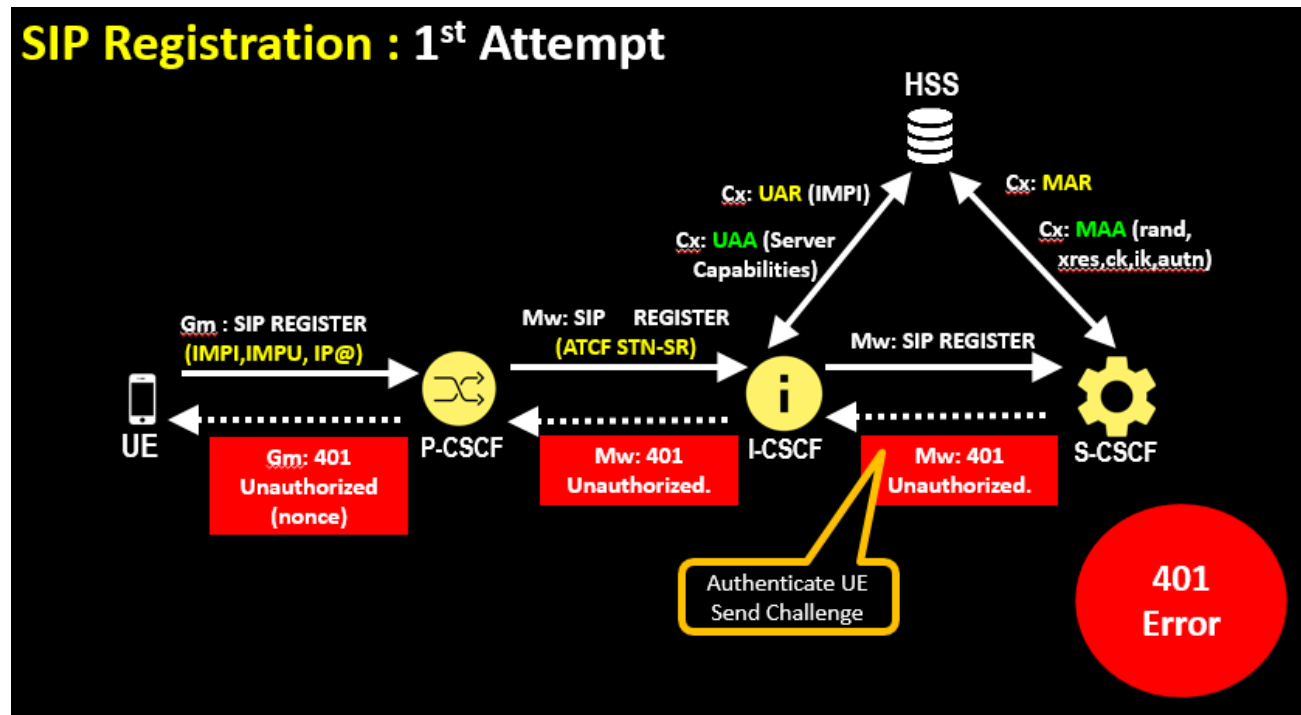 SIP Registration : 1st Attempt
HSS
Cx: UAR (IMPI)
Cx: UAA (Server
Capabilities)
Cx: MAR
Cx: MAA (rand,
xres,ck,ik,autn)
Gm : SIP REGISTER
(IMPI,IMPU, IP@)
Mw: SIP REGISTER
(ATCF STN-SR)
Mw: SIP REGISTER
UE
P-CSCF
I-CSCF
S-CSCF
Gm: 401
Unauthorized
(nonce)
Mw: 401
Unauthorized.
Mw: 401
Unauthorized.
Authenticate UE
Send Challenge
401
Error